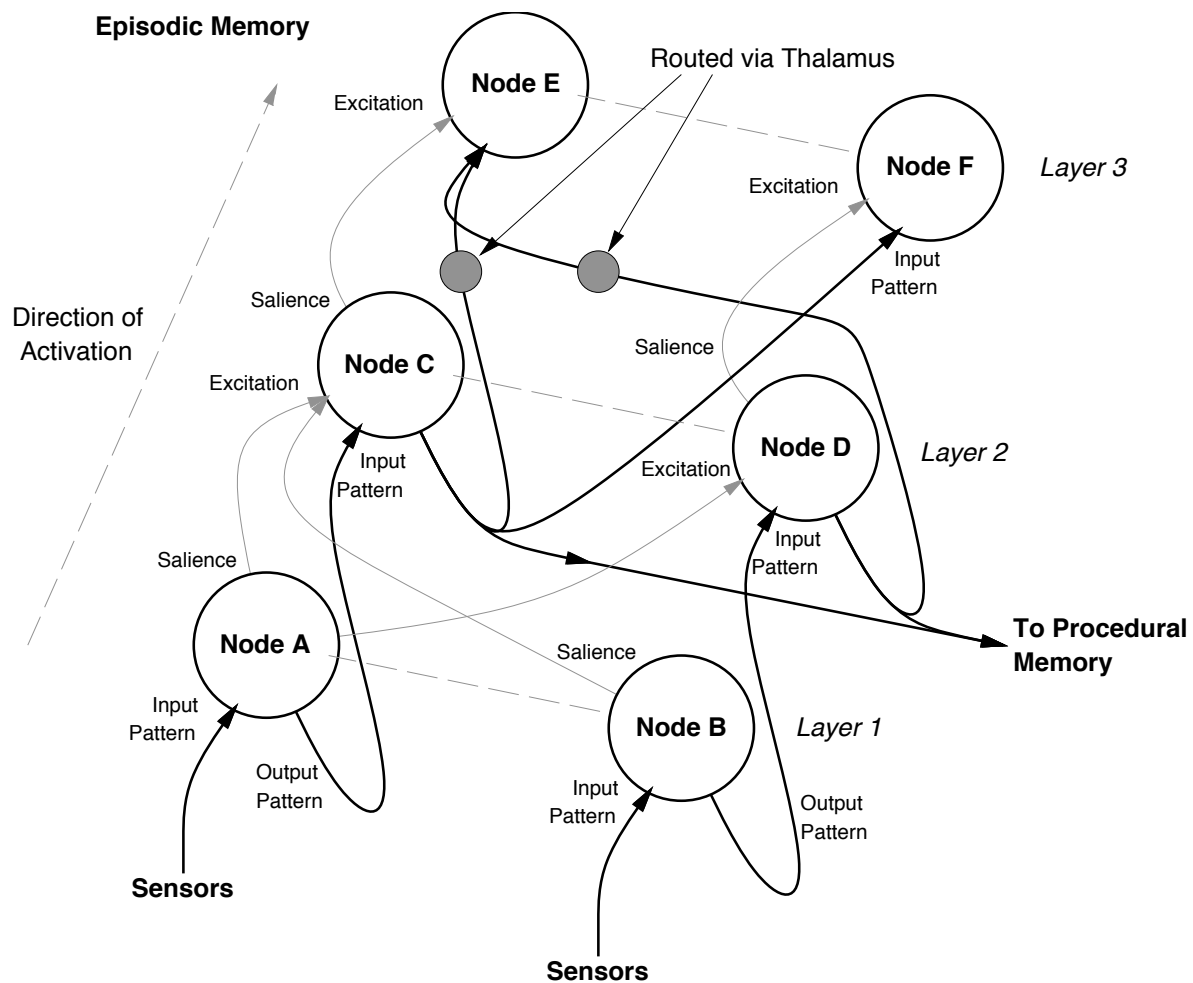 Episodic Memory
Node E
Routed via Thalamus
Excitation
Node F
Layer 3
Excitation
Input
Pattern
Salience
Direction of
Activation
Salience
Node C
Excitation
Node D
Layer 2
Input
Pattern
Excitation
Input
Pattern
Salience
Node A
To Procedural
Memory
Salience
Input
Pattern
Node B
Layer 1
Output
Pattern
Input
Pattern
Output
Pattern
Sensors
Sensors